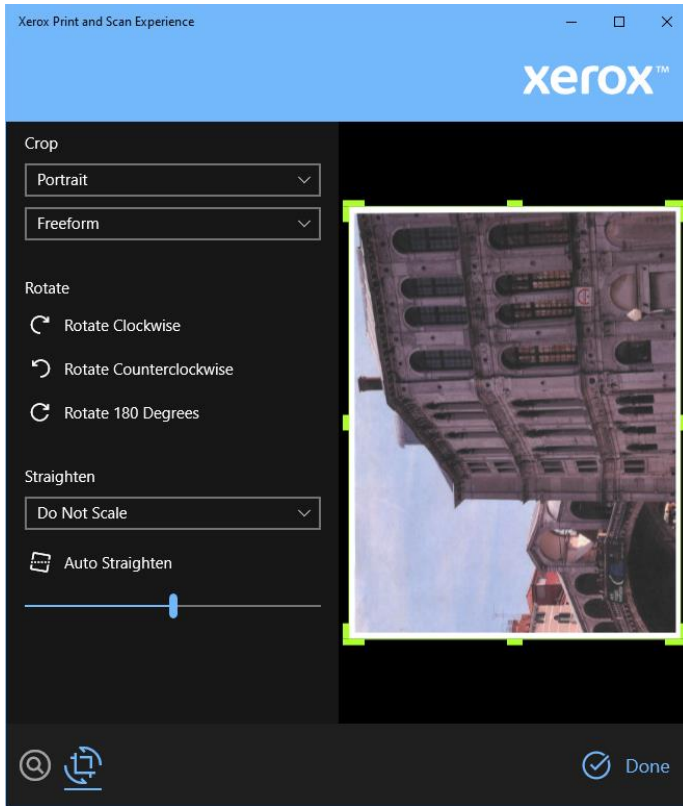 Xerox Print and Scan Experience
xerox™
Crop
Portrait
Freeform
Rotate
Rotate Clockwise
Rotate Counterclockwise
Rotate 180 Degrees
Straighten
Do Not Scale
Auto Straighten
Done